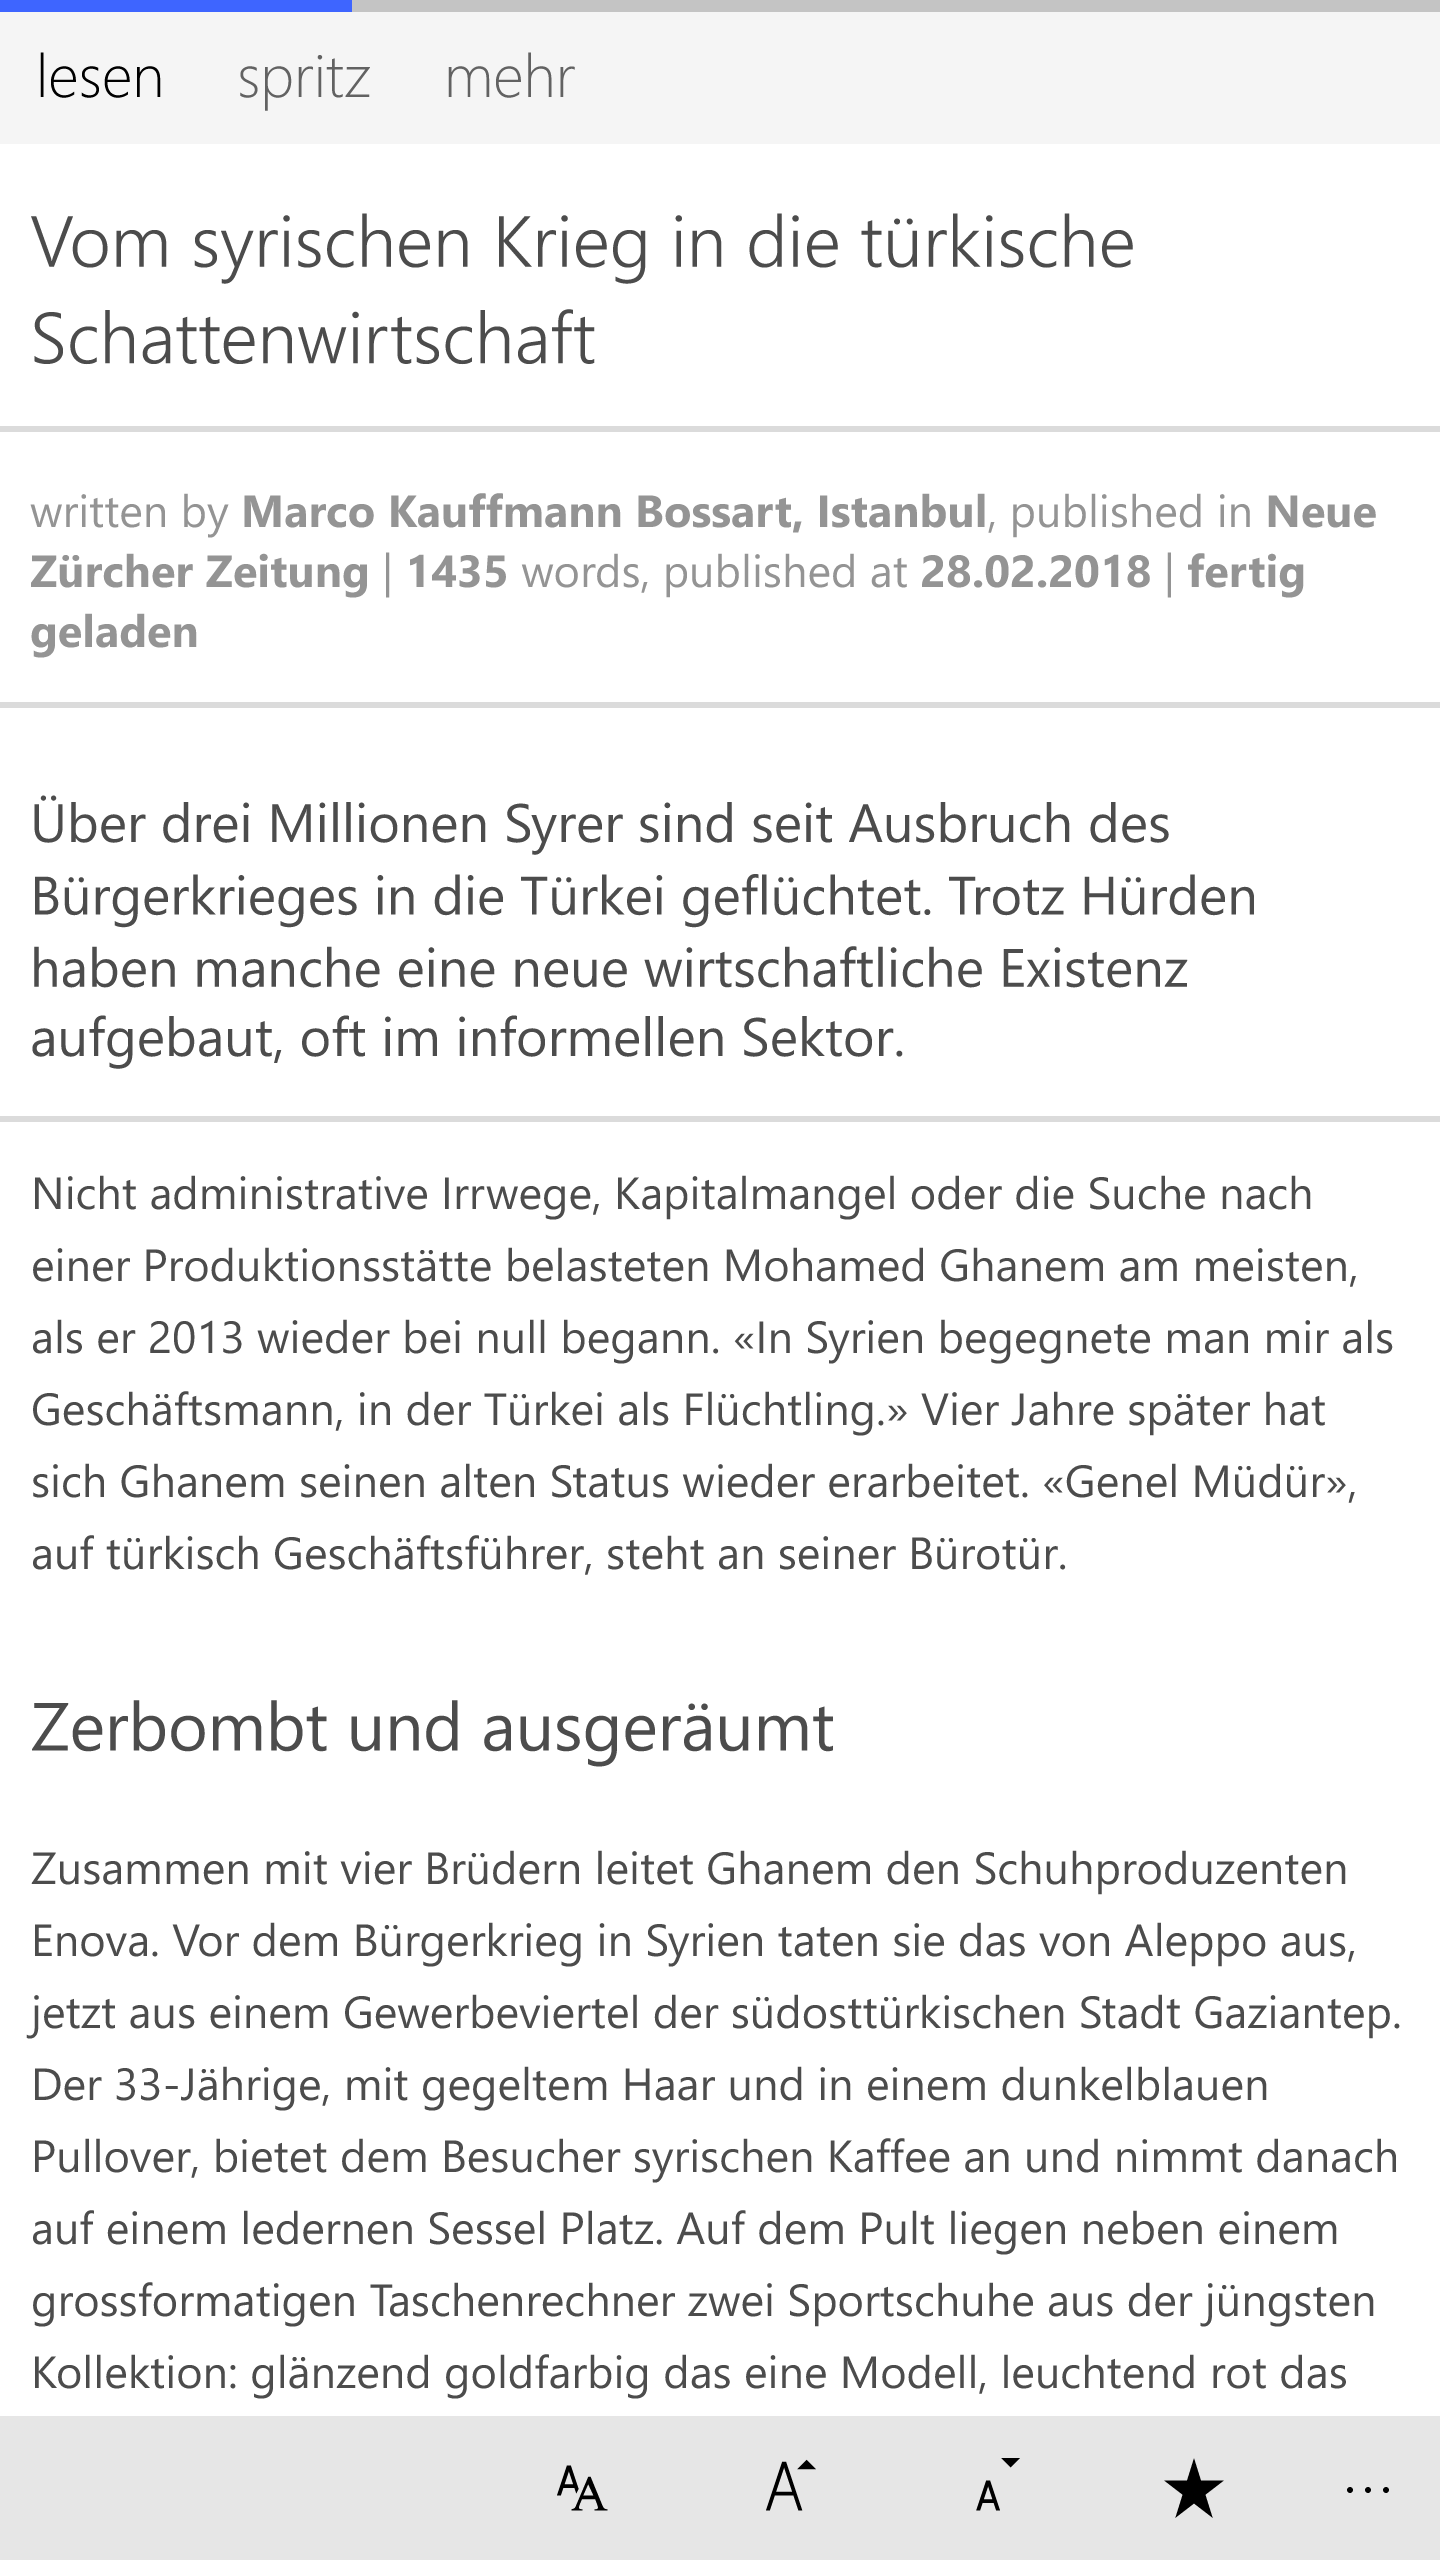 lesen spritz mehr
Vom syrischen Krieg in die türkische
Schattenwirtschaft
written by Marco Kauffmann Bossart, Istanbul, published in Neue
Zürcher Zeitung | 1435 words, published at 28.02.2018 | fertig
geladen
Über drei Millionen Syrer sind seit Ausbruch des
Bürgerkrieges in die Türkei geflüchtet. Trotz Hürden
haben manche eine neue wirtschaftliche Existenz
aufgebaut, oft im informellen Sektor.
Nicht administrative Irrwege, Kapitalmangel oder die Suche nach
einer Produktionsstätte belasteten Mohamed Ghanem am meisten,
als er 2013 wieder bei null begann. «In Syrien begegnete man mir als
Geschäftsmann, in der Türkei als Flüchtling.» Vier Jahre später hat
sich Ghanem seinen alten Status wieder erarbeitet. «Genel Müdür»,
auf türkisch Geschäftsführer, steht an seiner Bürotür.
Zerbombt und ausgeräumt
Zusammen mit vier Brüdern leitet Ghanem den Schuhproduzenten
Enova. Vor dem Bürgerkrieg in Syrien taten sie das von Aleppo aus,
jetzt aus einem Gewerbeviertel der südosttürkischen Stadt Gaziantep.
Der 33-Jährige, mit gegeltem Haar und in einem dunkelblauen
Pullover, bietet dem Besucher syrischen Kaffee an und nimmt danach
auf einem ledernen Sessel Platz. Auf dem Pult liegen neben einem
grossformatigen Taschenrechner zwei Sportschuhe aus der jüngsten
Kollektion: glänzend goldfarbig das eine Modell, leuchtend rot das
AA A A ...